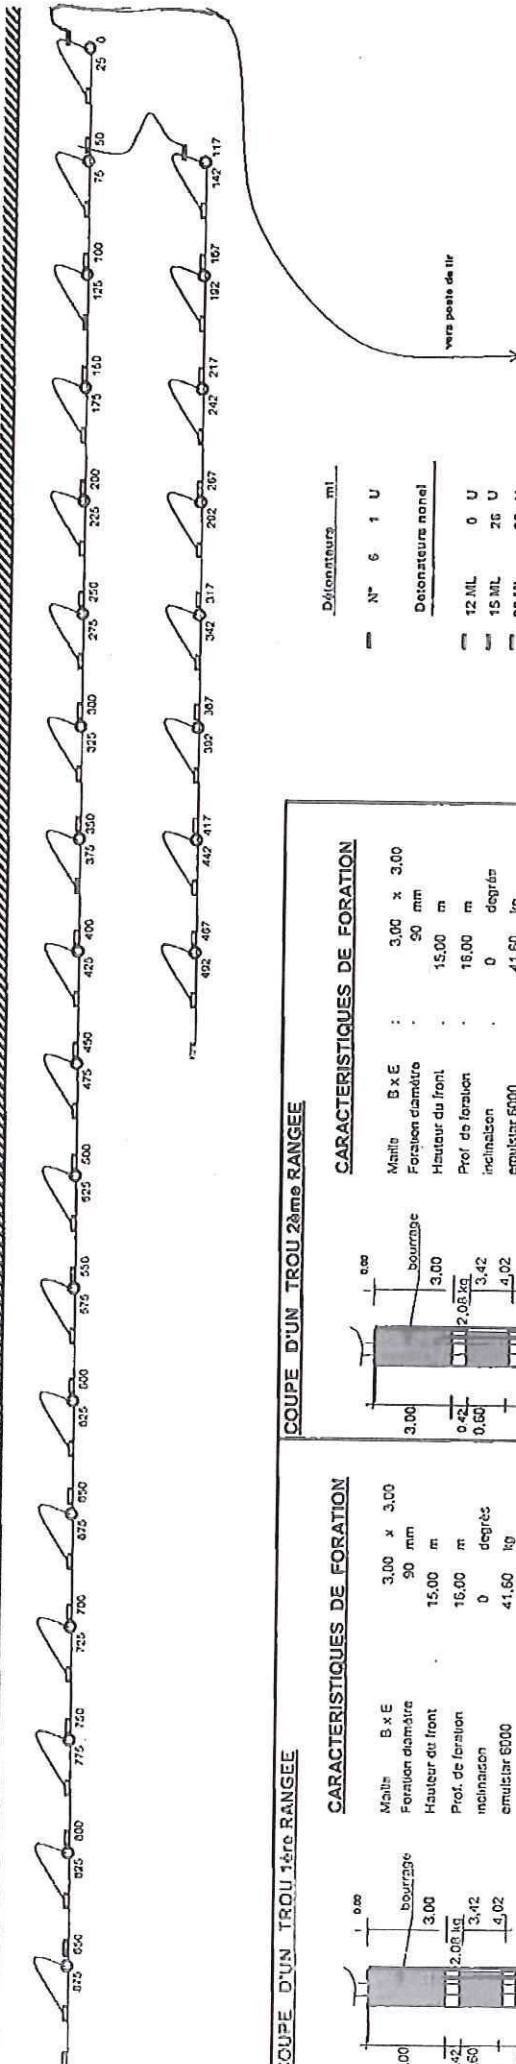 0
25
50
75
100
125
150
175
200
225
250
275
300
325
350
375
400
425
450
475
500
525
550
575
600
625
650
675
700
725
750
775
800
825
850
875
117
142
167
192
217
242
267
292
317
342
367
392
417
442
467
492
vers poste de tir
Détonateurs ml
N° 6 1 U
Detonateurs nonel
12 ML 0 U
15 ML 26 U
COUPE D'UN TROU 2ème RANGEE
CARACTERISTIQUES DE FORATION
Maille B x E : 3,00 x 3,00
Foration diamètre . 90 mm
Hauteur du front . 15,00 m
Prof de foration . 16,00 m
inclinaison . 0 degrés
emulstar 6000 41,60 kg
0,00
bourrage
3,00
3,00
2,08 kg
0,42
3,42
0,60
4,02
COUPE D'UN TROU 1ère RANGEE
CARACTERISTIQUES DE FORATION
Maille B x E 3,00 x 3,00
Foration diamètre 90 mm
Hauteur du front . 15,00 m
Prof. de foration 16,00 m
inclinaison 0 degrés
emulstar 6000 41,60 kg
0,00
bourrage
3,00
2,08 kg
3,42
4,02